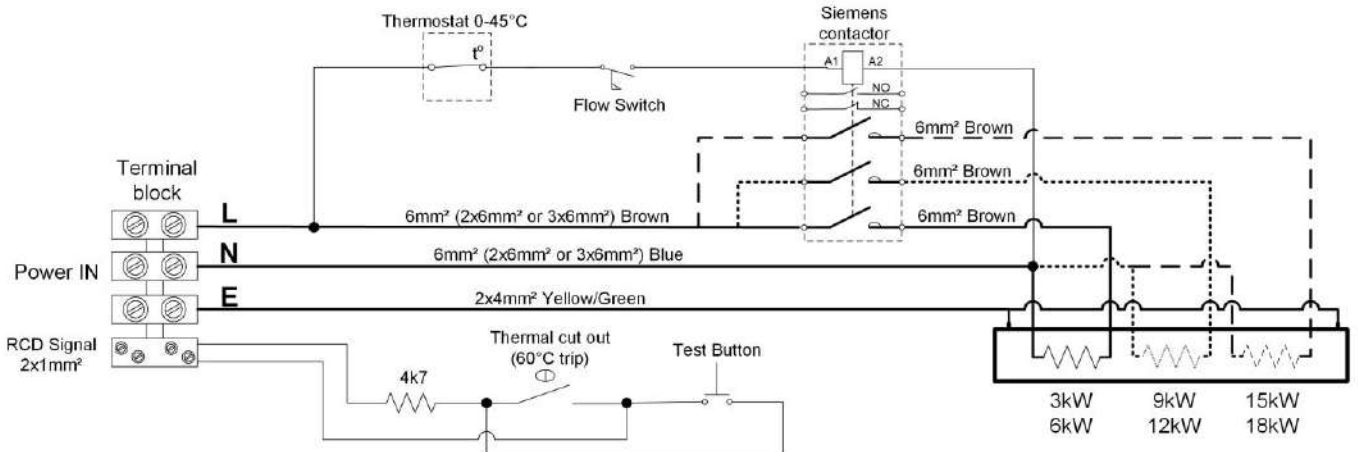 Thermostat 0-45°C
t°
Flow Switch
Siemens
contactor
A1
A2
NO
NC
6mm² Brown
6mm² Brown
6mm² Brown
Terminal
block
L
6mm² (2x6mm² or 3x6mm²) Brown
Power IN
N
6mm² (2x6mm² or 3x6mm²) Blue
E
2x4mm² Yellow/Green
RCD Signal
2x1mm²
4k7
Thermal cut out
(60°C trip)
Test Button
3kW
6kW
9kW
12kW
15kW
18kW